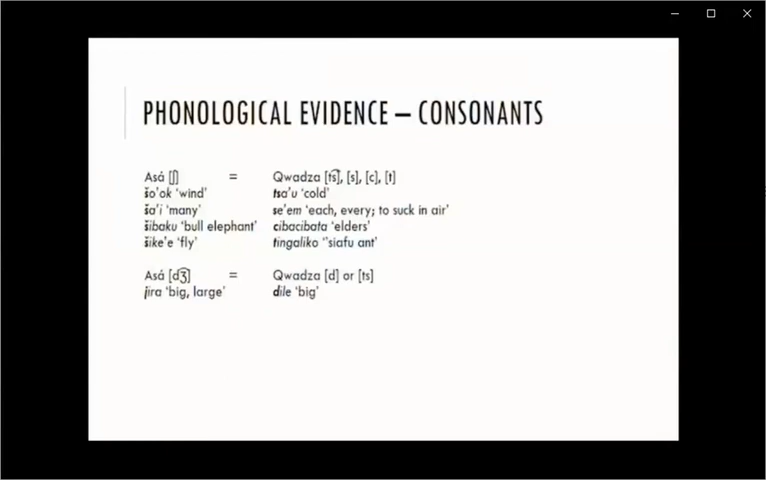 PHONOLOGICAL EVIDENCE – CONSONANTS
Asá [ʃ] = Qwadza [t͡s], [s], [c], [t]
šo'ok 'wind' tsa'u 'cold'
ša'i 'many' se'em 'each, every; to suck in air'
šibaku 'bull elephant' cibacibata 'elders'
šike'e 'fly' tingaliko ''siafu ant'
Asá [d͡ʒ] = Qwadza [d] or [ts]
jira 'big, large' dile 'big'